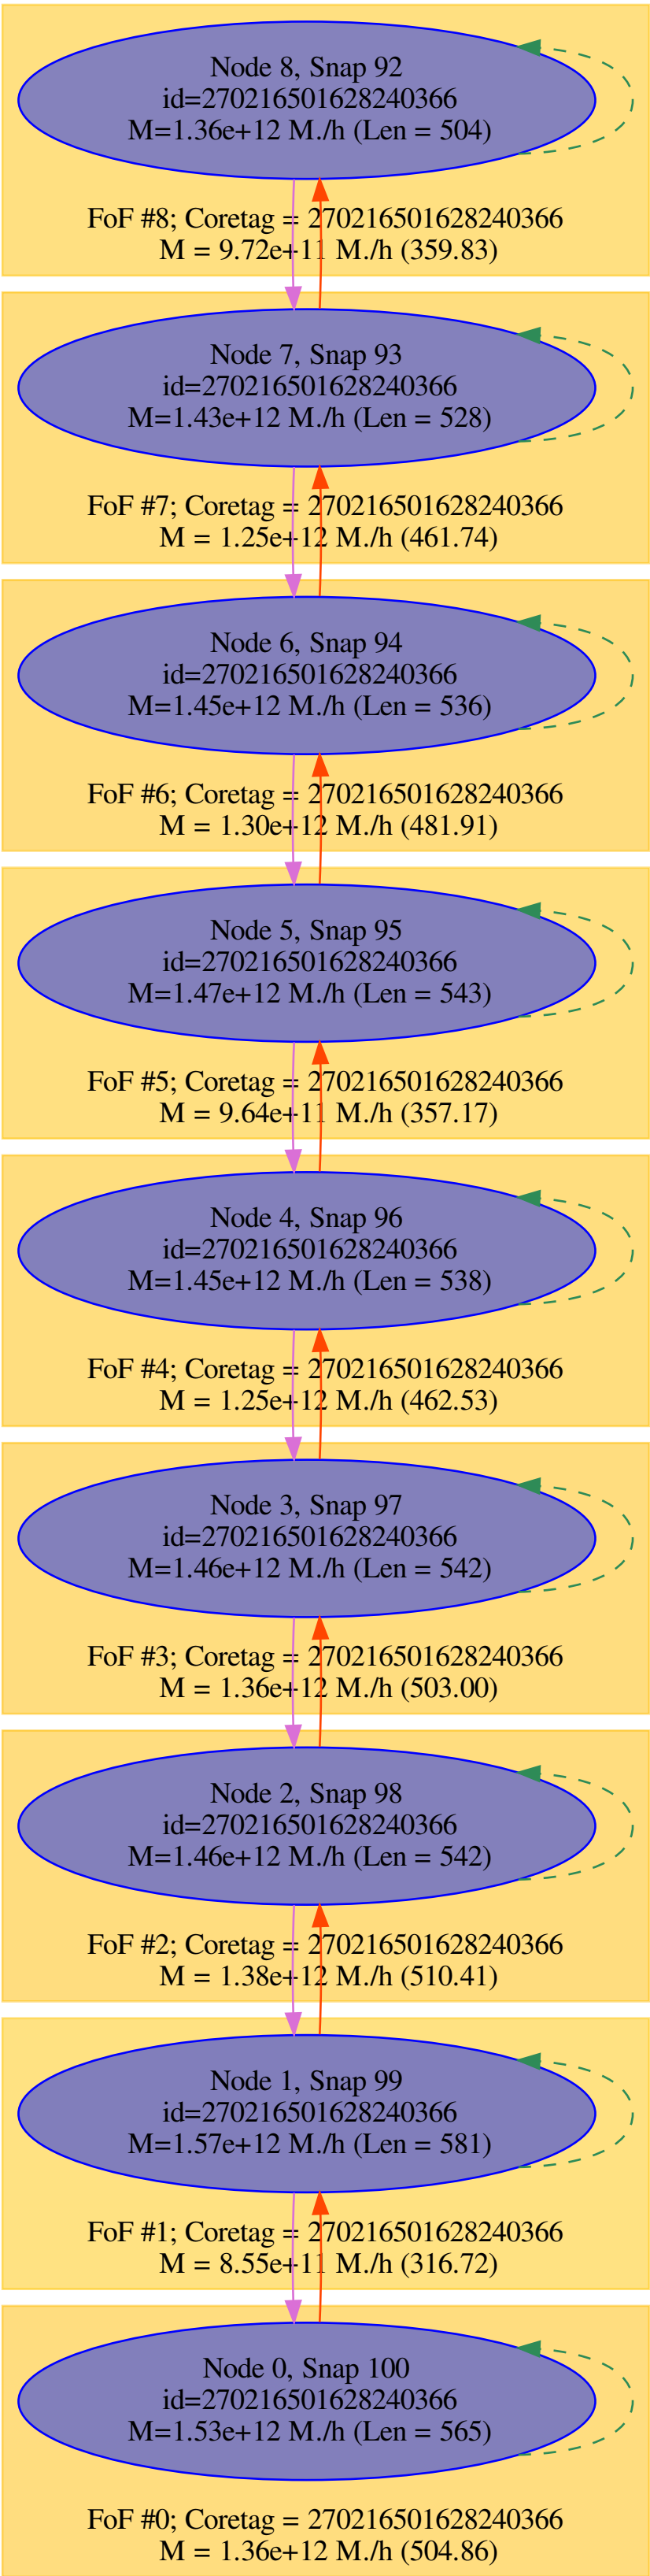 Node 8, Snap 92
id=270216501628240366
M=1.36e+12 M./h (Len = 504)
FoF #8; Coretag = 270216501628240366
M = 9.72e+11 M./h (359.83)
Node 7, Snap 93
id=270216501628240366
M=1.43e+12 M./h (Len = 528)
FoF #7; Coretag = 270216501628240366
M = 1.25e+12 M./h (461.74)
Node 6, Snap 94
id=270216501628240366
M=1.45e+12 M./h (Len = 536)
FoF #6; Coretag = 270216501628240366
M = 1.30e+12 M./h (481.91)
Node 5, Snap 95
id=270216501628240366
M=1.47e+12 M./h (Len = 543)
FoF #5; Coretag = 270216501628240366
M = 9.64e+11 M./h (357.17)
Node 4, Snap 96
id=270216501628240366
M=1.45e+12 M./h (Len = 538)
FoF #4; Coretag = 270216501628240366
M = 1.25e+12 M./h (462.53)
Node 3, Snap 97
id=270216501628240366
M=1.46e+12 M./h (Len = 542)
FoF #3; Coretag = 270216501628240366
M = 1.36e+12 M./h (503.00)
Node 2, Snap 98
id=270216501628240366
M=1.46e+12 M./h (Len = 542)
FoF #2; Coretag = 270216501628240366
M = 1.38e+12 M./h (510.41)
Node 1, Snap 99
id=270216501628240366
M=1.57e+12 M./h (Len = 581)
FoF #1; Coretag = 270216501628240366
M = 8.55e+11 M./h (316.72)
Node 0, Snap 100
id=270216501628240366
M=1.53e+12 M./h (Len = 565)
FoF #0; Coretag = 270216501628240366
M = 1.36e+12 M./h (504.86)